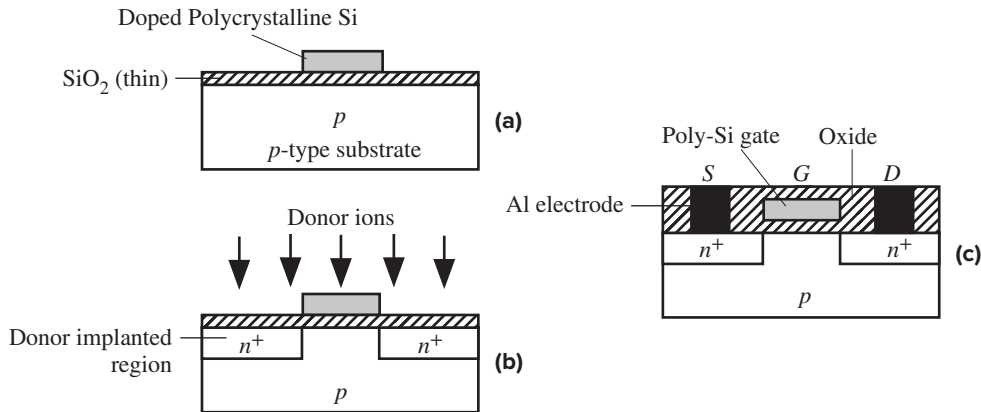 Doped Polycrystalline Si
SiO2 (thin)
p
p-type substrate
(a)
Donor ions
Donor implanted
region
n+
n+
p
(b)
Poly-Si gate
Oxide
S
G
D
Al electrode
n+
n+
p
(c)